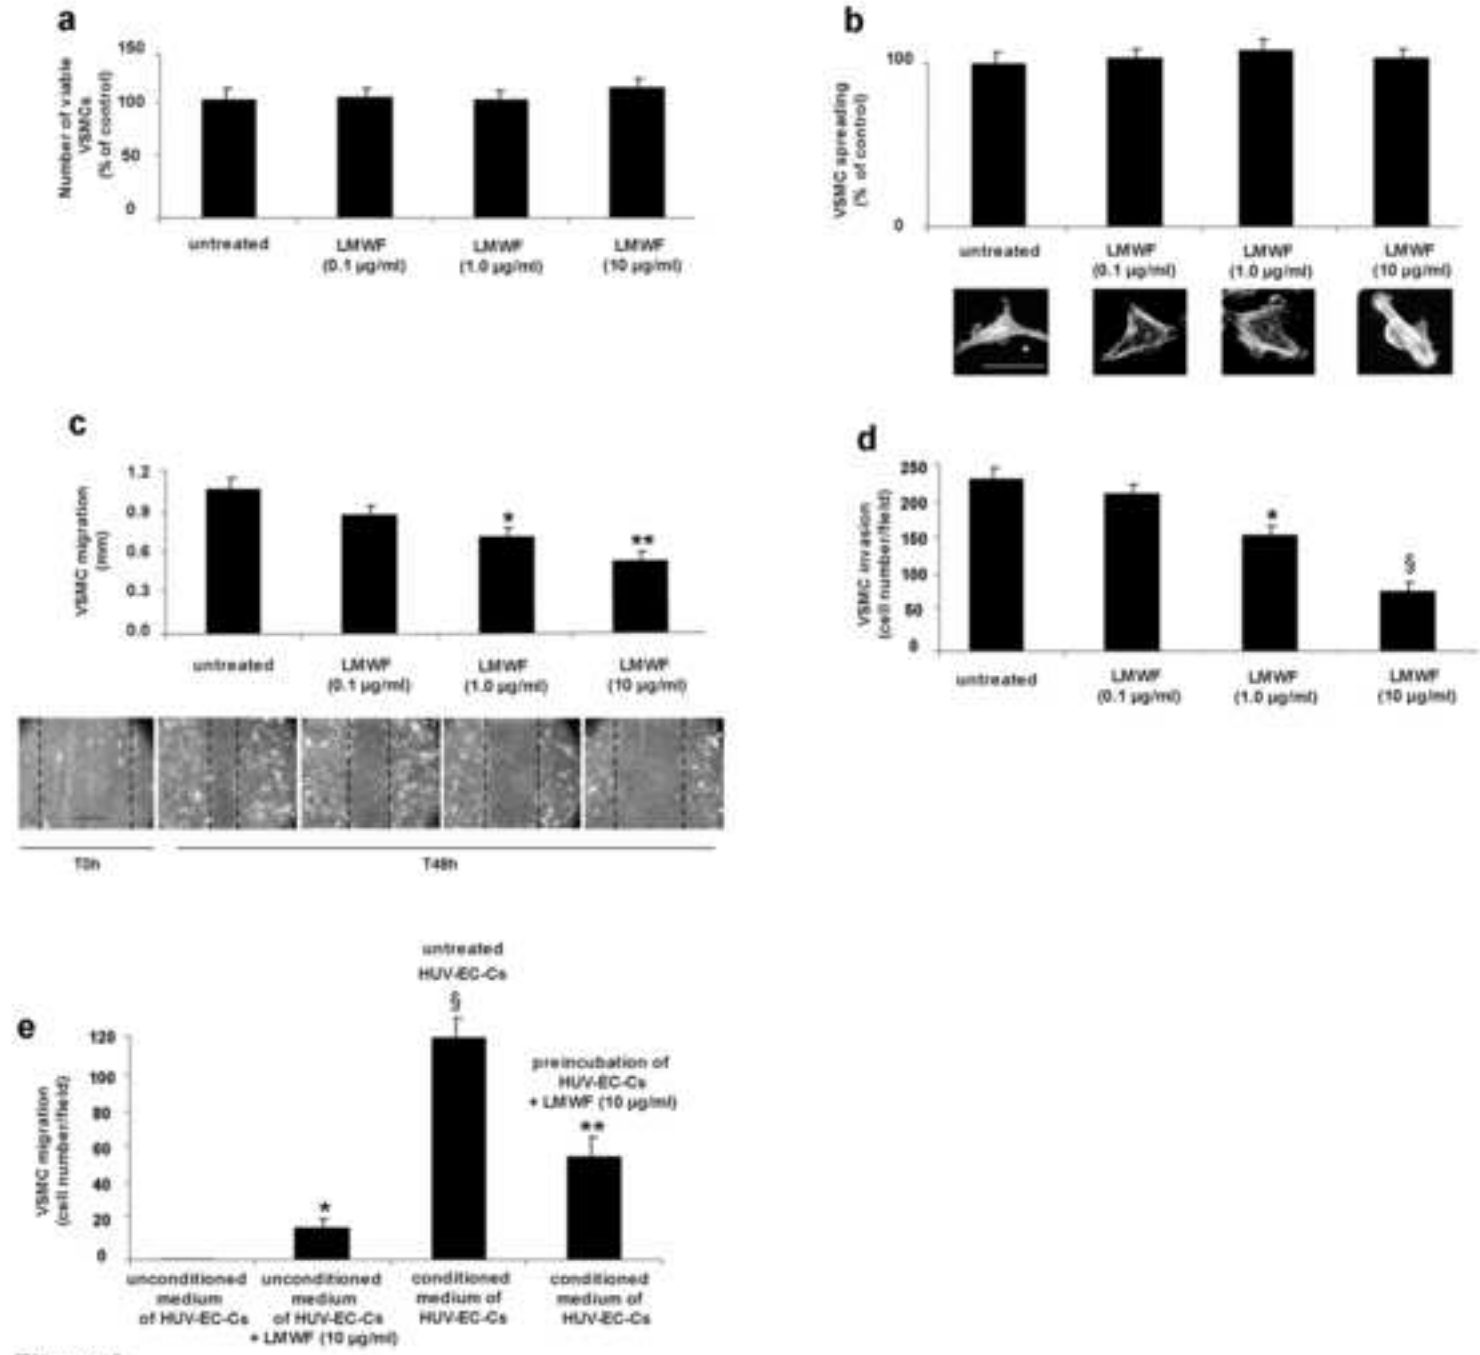 a
Number of viable
VSMCs
(% of control)
150
100
50
0
untreated
LMWF
(0.1 µg/ml)
LMWF
(1.0 µg/ml)
LMWF
(10 µg/ml)
b
VSMC spreading
(% of control)
100
0
untreated
LMWF
(0.1 µg/ml)
LMWF
(1.0 µg/ml)
LMWF
(10 µg/ml)
*
c
VSMC migration
(mm)
1.2
0.9
0.6
0.3
0.0
*
**
untreated
LMWF
(0.1 µg/ml)
LMWF
(1.0 µg/ml)
LMWF
(10 µg/ml)
T0h
T48h
d
VSMC invasion
(cell number/field)
250
200
150
100
50
0
*
§
untreated
LMWF
(0.1 µg/ml)
LMWF
(1.0 µg/ml)
LMWF
(10 µg/ml)
e
VSMC migration
(cell number/field)
120
100
80
60
40
20
0
*
untreated
HUV-EC-Cs
§
preincubation of
HUV-EC-Cs
+ LMWF (10 µg/ml)
**
unconditioned
medium
of HUV-EC-Cs
unconditioned
medium
of HUV-EC-Cs
+ LMWF (10 µg/ml)
conditioned
medium of
HUV-EC-Cs
conditioned
medium of
HUV-EC-Cs